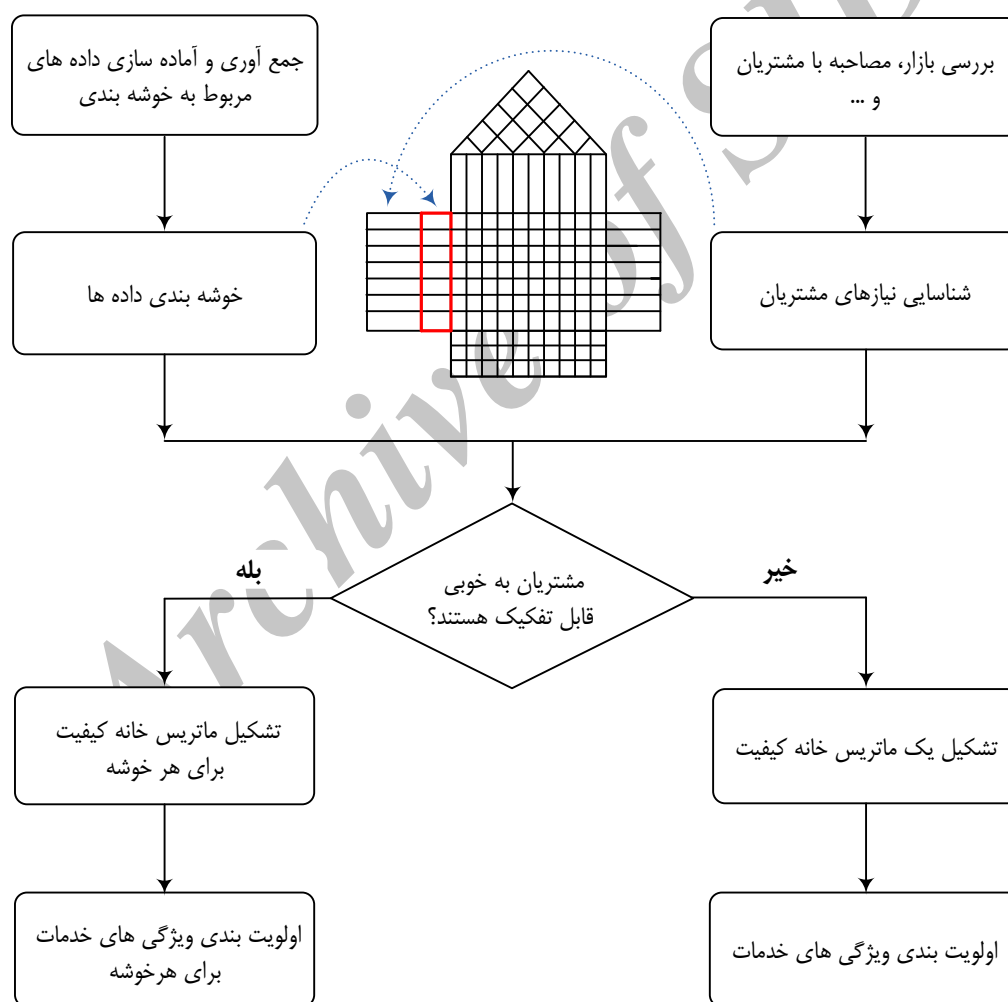 بررسی بازار، مصاحبه با مشتریان
و ...
جمع آوری و آماده سازی داده های
مربوط به خوشه بندی
شناسایی نیازهای مشتریان
خوشه بندی داده ها
مشتریان به خوبی
قابل تفکیک هستند؟
خیر
بله
تشکیل یک ماتریس خانه کیفیت
تشکیل ماتریس خانه کیفیت
برای هر خوشه
اولویت بندی ویژگی های خدمات
اولویت بندی ویژگی های خدمات
برای هرخوشه
Archive of S